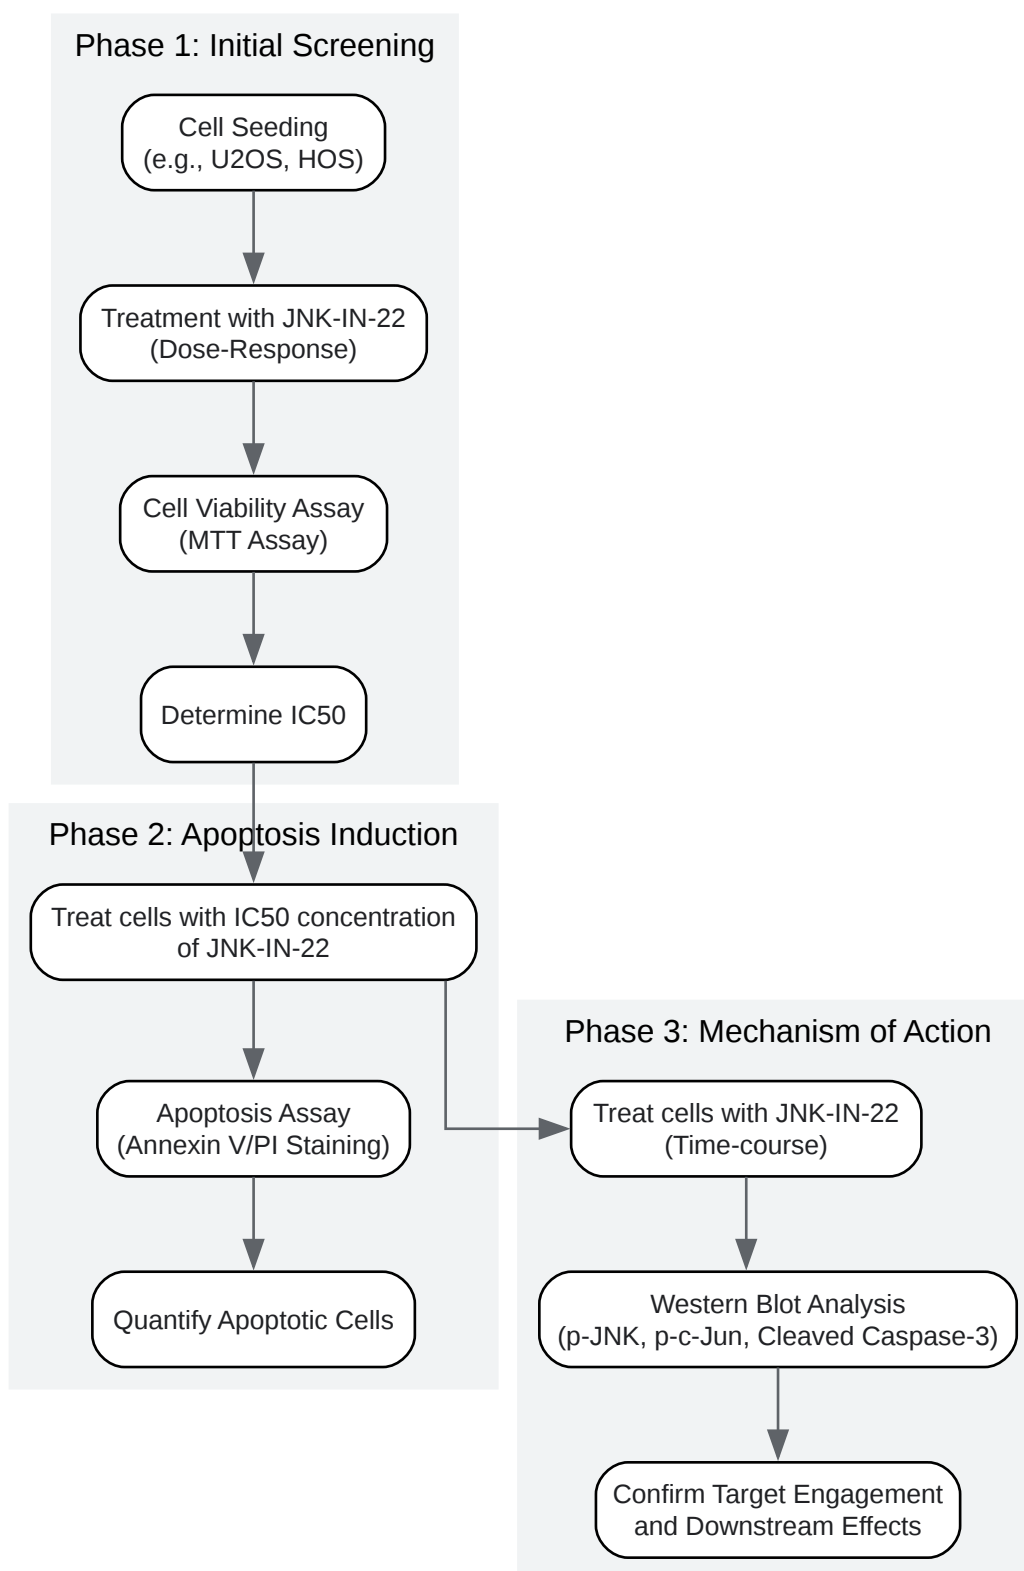 Phase 1: Initial Screening
Cell Seeding
(e.g., U2OS, HOS)
Treatment with JNK-IN-22
(Dose-Response)
Cell Viability Assay
(MTT Assay)
Determine IC50
Phase 2: Apoptosis Induction
Treat cells with IC50 concentration
of JNK-IN-22
Apoptosis Assay
(Annexin V/PI Staining)
Quantify Apoptotic Cells
Phase 3: Mechanism of Action
Treat cells with JNK-IN-22
(Time-course)
Western Blot Analysis
(p-JNK, p-c-Jun, Cleaved Caspase-3)
Confirm Target Engagement
and Downstream Effects